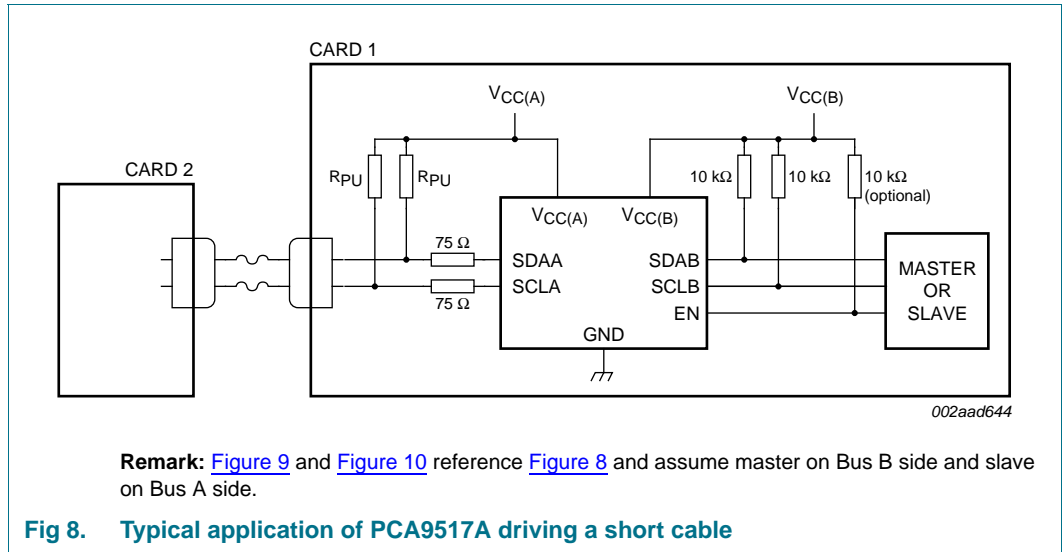 CARD 1
VCC(A)
VCC(B)
CARD 2
RPU
RPU
10 kΩ
10 kΩ
10 kΩ
(optional)
VCC(A)
VCC(B)
75 Ω
SDAA
SDAB
MASTER
OR
SLAVE
SCLA
SCLB
75 Ω
EN
GND
002aad644
Remark: Figure 9 and Figure 10 reference Figure 8 and assume master on Bus B side and slave
on Bus A side.
Fig 8. Typical application of PCA9517A driving a short cable